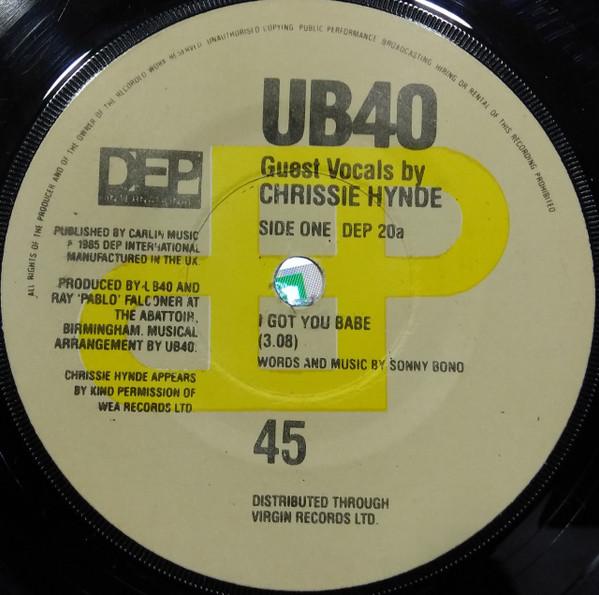 ALL RIGHTS OF THE PRODUCER AND OF THE OWNER OF THE RECORDED WORK RESERVED. UNAUTHORISED COPYING PUBLIC PERFORMANCE BROADCASTING HIRING OR RENTAL OF THIS RECORDING PROHIBITED
UB40
DEP
INTERNATIONAL
Guest Vocals by
CHRISSIE HYNDE
SIDE ONE DEP 20a
PUBLISHED BY CARLIN MUSIC
℗ 1985 DEP INTERNATIONAL
MANUFACTURED IN THE UK
PRODUCED BY UB40 AND
RAY 'PABLO' FALCONER AT
THE ABATTOIR,
BIRMINGHAM. MUSICAL
ARRANGEMENT BY UB40.
CHRISSIE HYNDE APPEARS
BY KIND PERMISSION OF
WEA RECORDS LTD.
I GOT YOU BABE
(3.08)
WORDS AND MUSIC BY SONNY BONO
45
DISTRIBUTED THROUGH
VIRGIN RECORDS LTD.